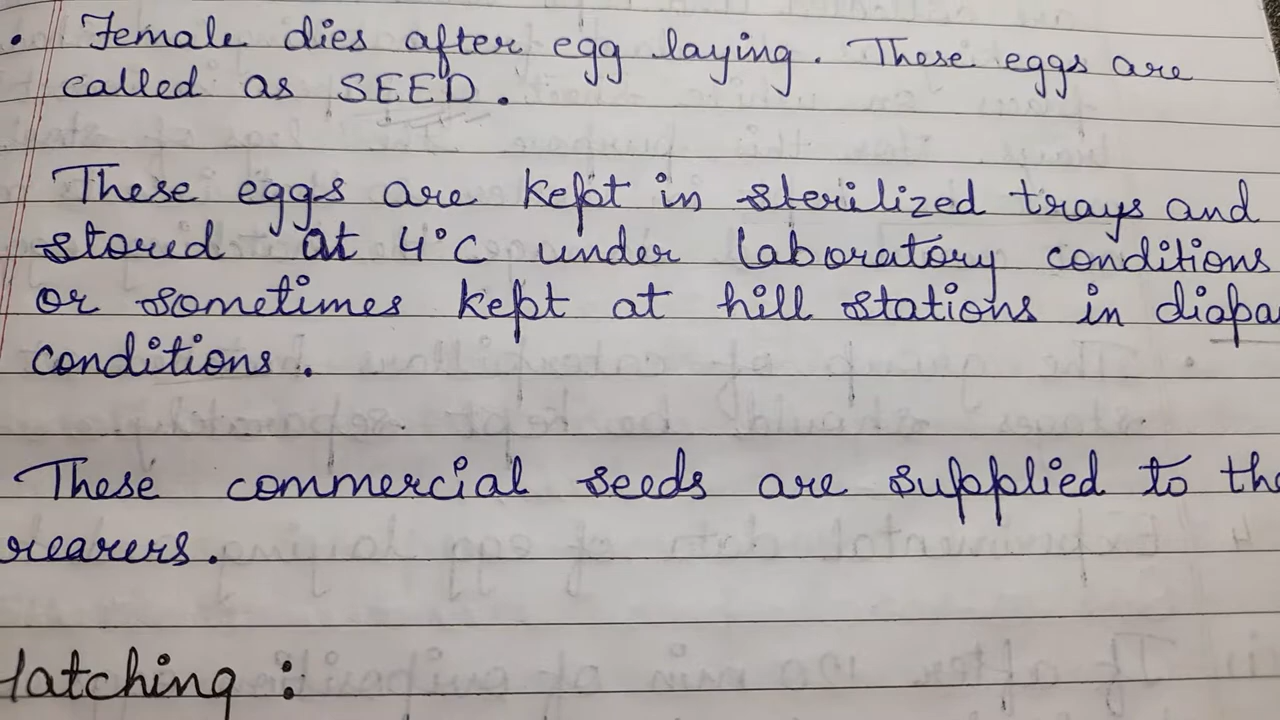 • Female dies after egg laying. These eggs are
called as SEED.
These eggs are kept in sterilized trays and
stored at 4°C under laboratory conditions
or sometimes kept at hill stations in diapa
conditions.
These commercial seeds are supplied to the
rearers.
Hatching :